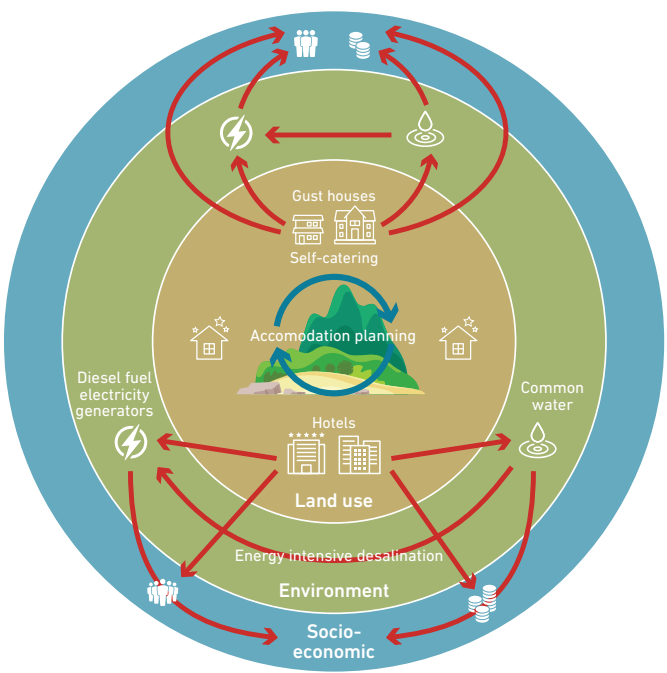 Gust houses
Self-catering
Accomodation planning
Diesel fuel
electricity
generators
Common
water
Hotels
Land use
Energy intensive desalination
Environment
Socio-
economic